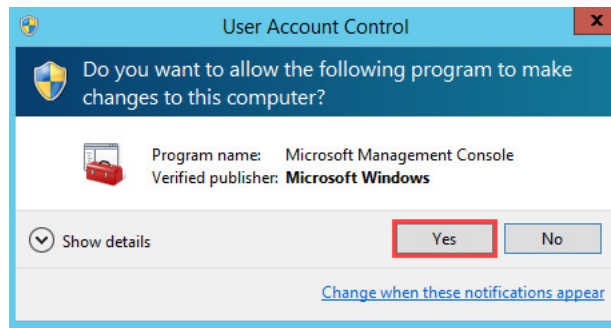 User Account Control
x
Do you want to allow the following program to make
changes to this computer?
Program name: Microsoft Management Console
Verified publisher: Microsoft Windows
Show details
Yes
No
Change when these notifications appear